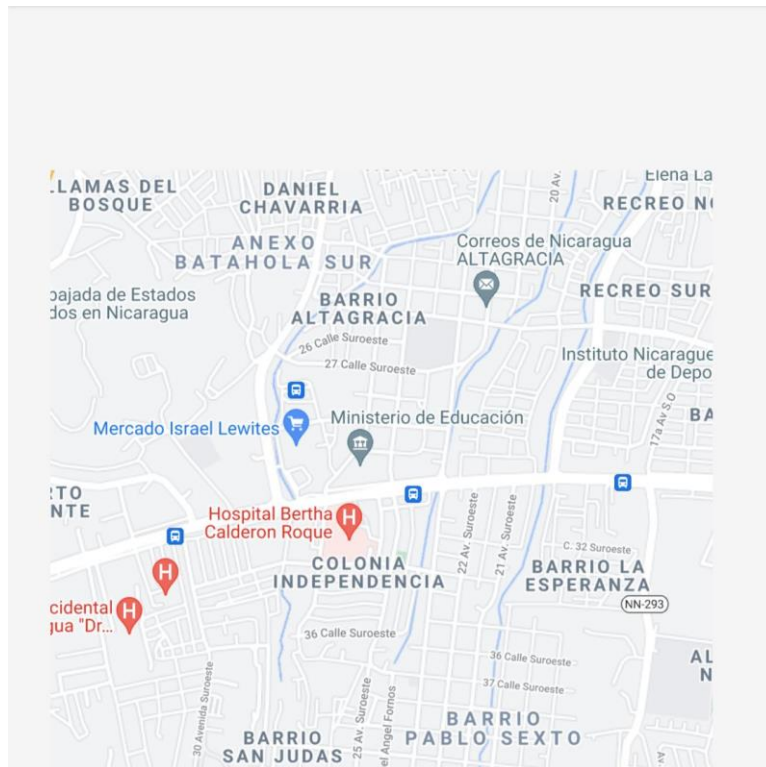 LLAMAS DEL
BOSQUE
DANIEL
CHAVARRIA
Elena La
20 Av.
RECREO N
ANEXO
BATAHOLA SUR
Correos de Nicaragua
ALTAGRACIA
bajada de Estados
dos en Nicaragua
BARRIO
ALTAGRACIA
RECREO SUR
26 Calle Suroeste
27 Calle Suroeste
Instituto Nicarague
de Depo
17a Av S.O
Mercado Israel Lewites
Ministerio de Educación
BA
RTO
NTE
Hospital Bertha
Calderon Roque
H
22 Av. Suroeste
21 Av. Suroeste
C. 32 Suroeste
H
COLONIA
INDEPENDENCIA
BARRIO LA
ESPERANZA
NN-293
cidental
gua "Dr...
H
36 Calle Suroeste
36 Calle Suroeste
AL
N
37 Calle Suroeste
30 Avenida Suroeste
25 Av. Suroeste
el Angel Fornos
BARRIO
SAN JUDAS
BARRIO
PABLO SEXTO
Av